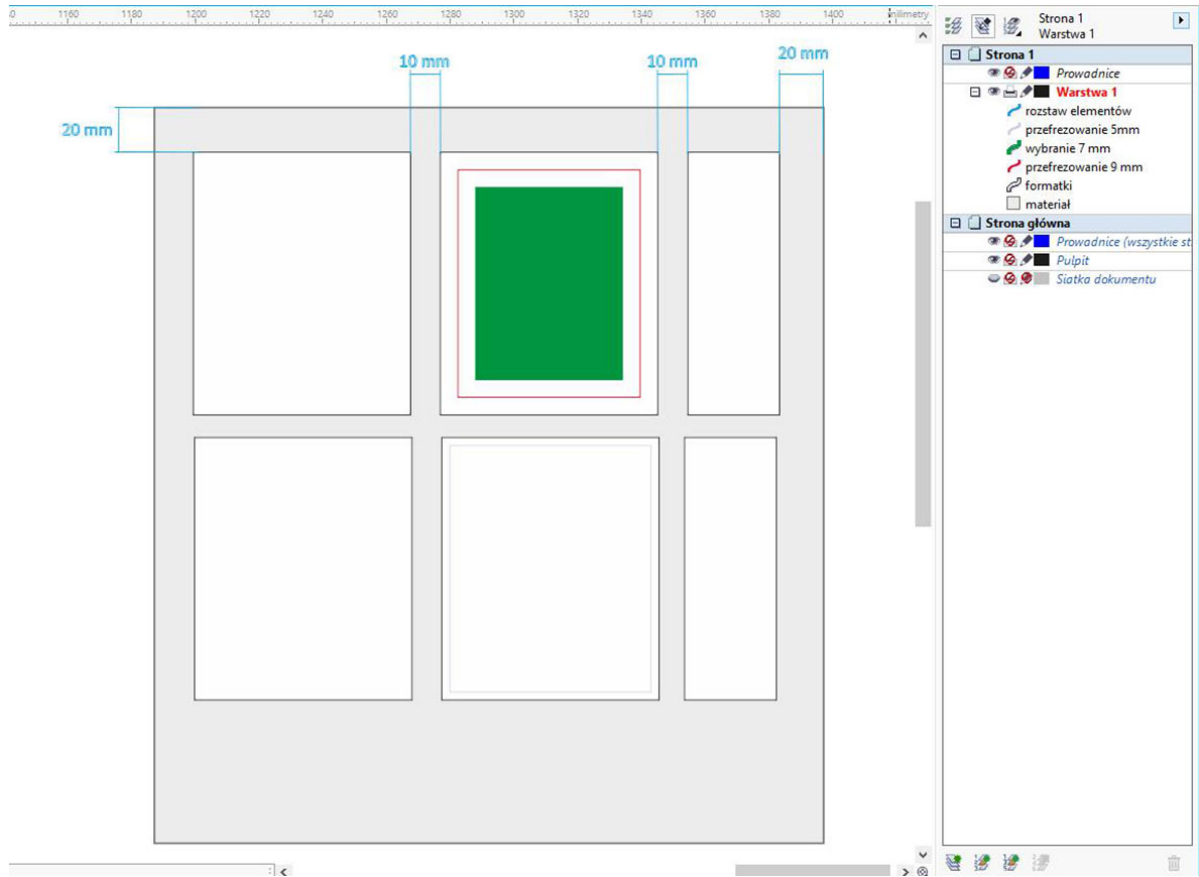 1160 1180 1200 1220 1240 1260 1280 1300 1320 1340 1360 1380 1400 milimetry
10 mm
10 mm
20 mm
20 mm
Strona 1
Warstwa 1
Strona 1
Prowadnice
Warstwa 1
rozstaw elementów
przefrezowanie 5mm
wybranie 7 mm
przefrezowanie 9 mm
formatki
materiał
Strona główna
Prowadnice (wszystkie st
Pulpit
Siatka dokumentu